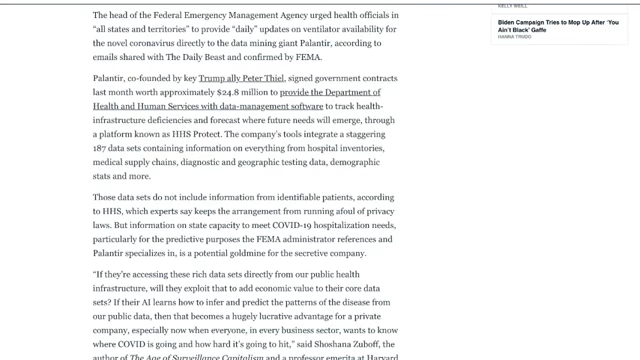 The head of the Federal Emergency Management Agency urged health officials in
“all states and territories” to provide “daily” updates on ventilator availability for
the novel coronavirus directly to the data mining giant Palantir, according to
emails shared with The Daily Beast and confirmed by FEMA.
Palantir, co-founded by key Trump ally Peter Thiel, signed government contracts
last month worth approximately $24.8 million to provide the Department of
Health and Human Services with data-management software to track health-
infrastructure deficiencies and forecast where future needs will emerge, through
a platform known as HHS Protect. The company’s tools integrate a staggering
187 data sets containing information on everything from hospital inventories,
medical supply chains, diagnostic and geographic testing data, demographic
stats and more.
Those data sets do not include information from identifiable patients, according
to HHS, which experts say keeps the arrangement from running afoul of privacy
laws. But information on state capacity to meet COVID-19 hospitalization needs,
particularly for the predictive purposes the FEMA administrator references and
Palantir specializes in, is a potential goldmine for the secretive company.
“If they’re accessing these rich data sets directly from our public health
infrastructure, will they exploit that to add economic value to their core data
sets? If their AI learns how to infer and predict the patterns of the disease from
our public data, then that becomes a hugely lucrative advantage for a private
company, especially now when everyone, in every business sector, wants to know
where COVID is going and how hard it’s going to hit,” said Shoshana Zuboff, the
author of The Age of Surveillance Capitalism and a professor emerita at Harvard
KELLY WEILL
Biden Campaign Tries to Mop Up After ‘You
Ain’t Black’ Gaffe
HANNA TRUDO